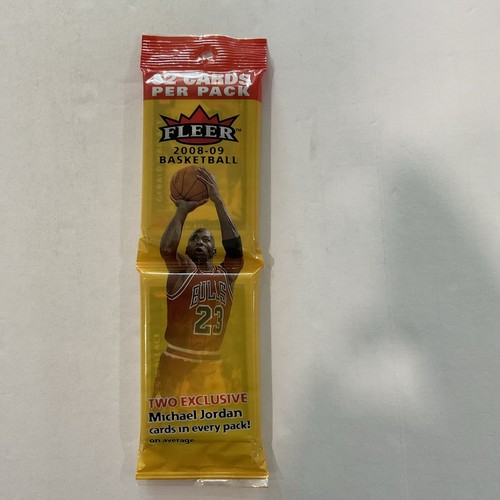 42 CARDS
PER PACK
FLEER™
2008-09
BASKETBALL
BULLS
23
TWO EXCLUSIVE
Michael Jordan
cards in every pack!
on average